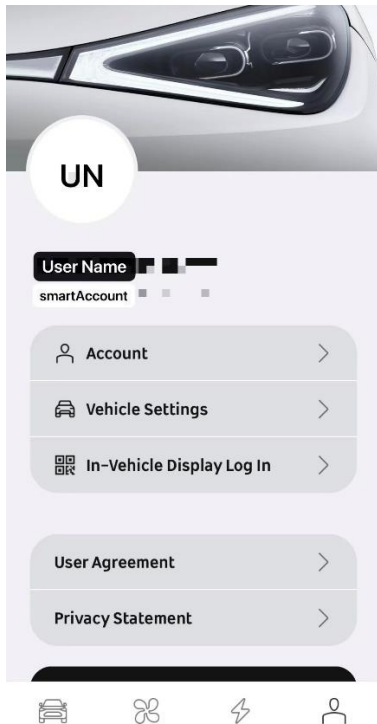 UN
User Name
smartAccount
Account
Vehicle Settings
In-Vehicle Display Log In
User Agreement
Privacy Statement